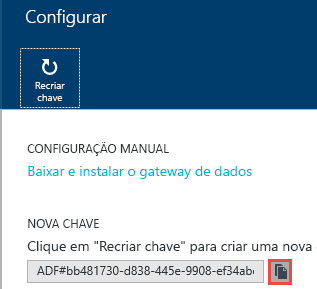 Configurar
Recriar
chave
CONFIGURAÇÃO MANUAL
Baixar e instalar o gateway de dados
NOVA CHAVE
Clique em "Recriar chave" para criar uma nova
ADF#bb481730-d838-445e-9908-ef34ab